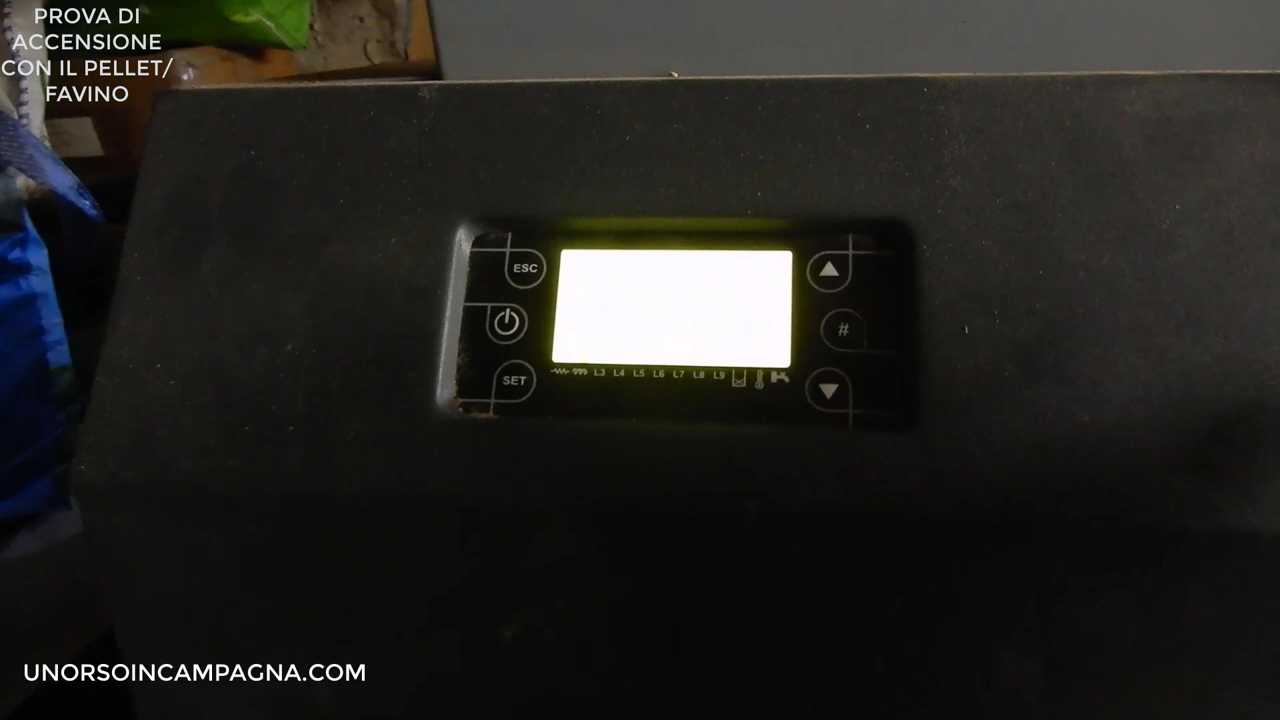 PROVA DI
ACCENSIONE
CON IL PELLET/
FAVINO
ESC
SET
L3 L4 L5 L6 L7 L8 L9
#
UNORSOINCAMPAGNA.COM